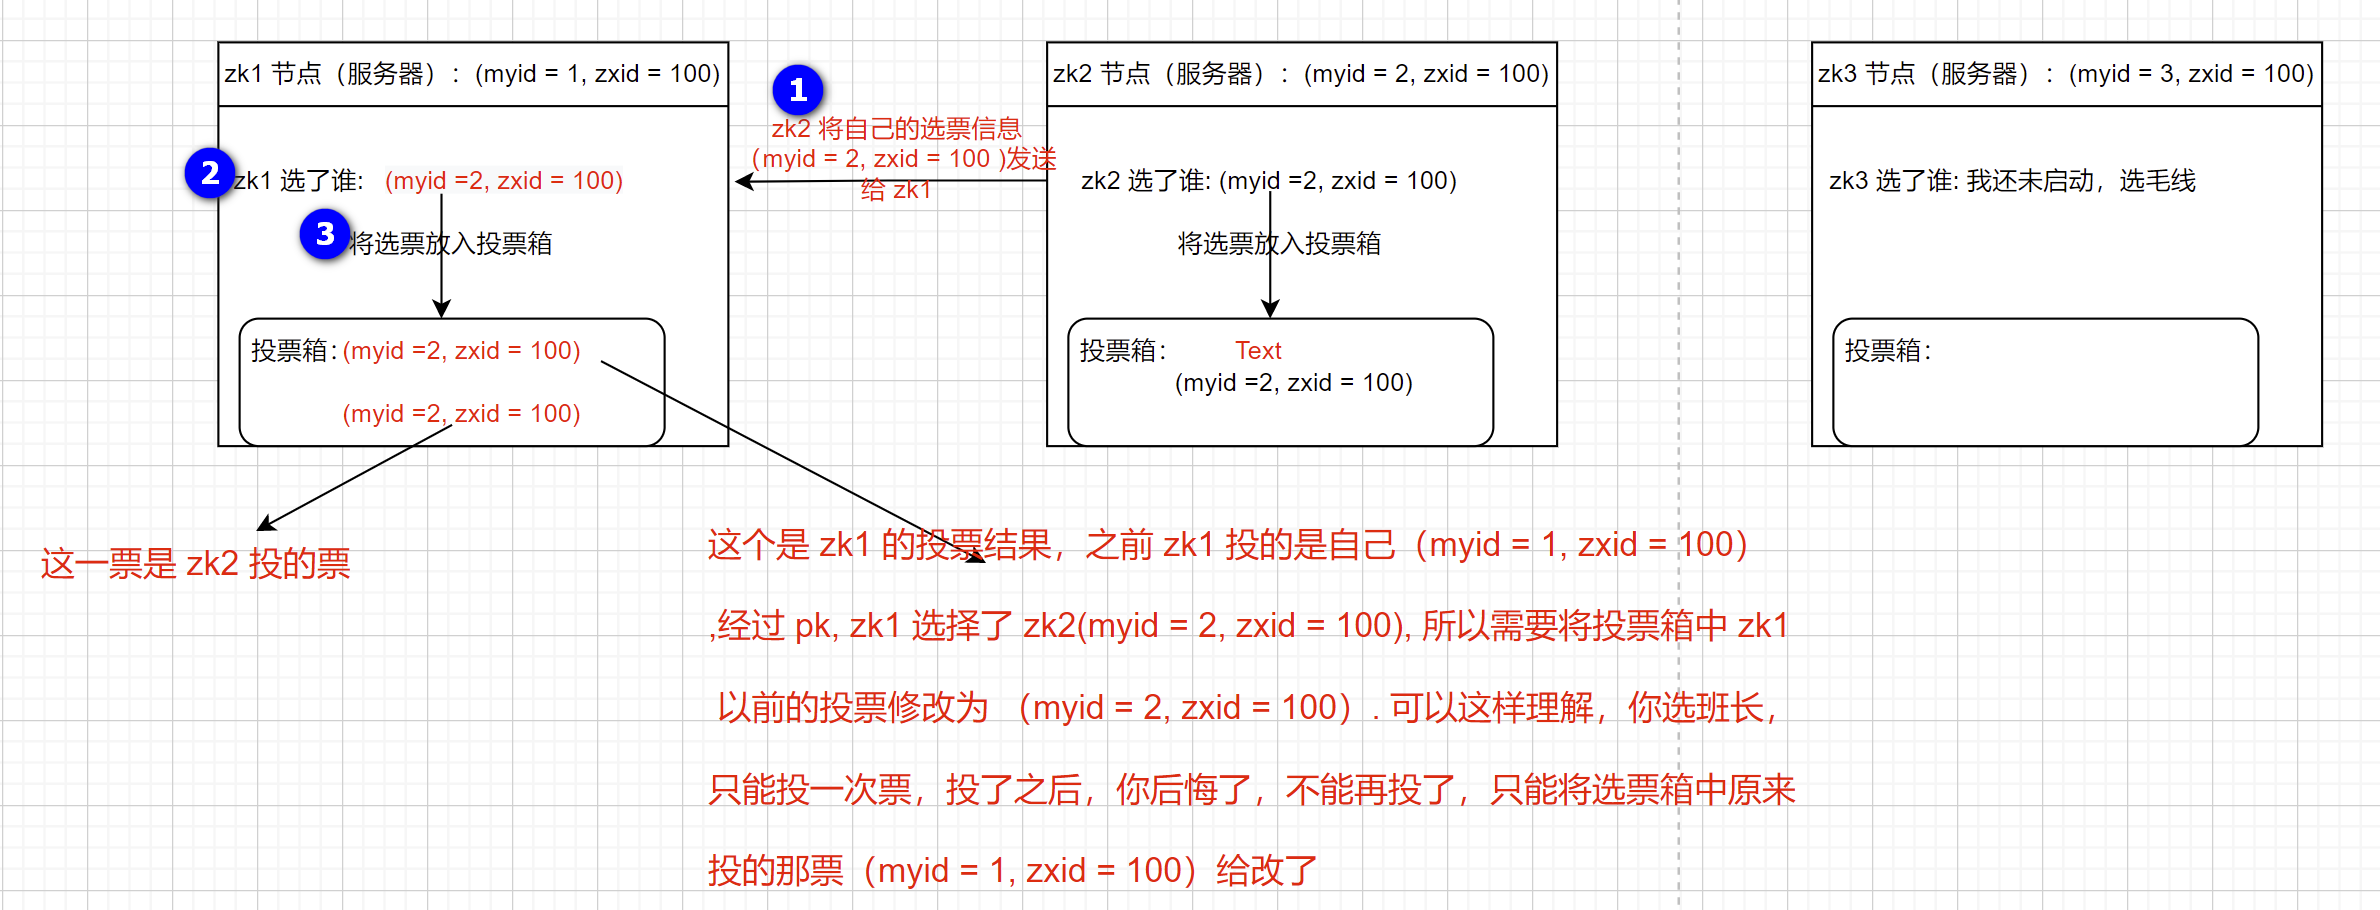 zk1 节点（服务器）：(myid = 1, zxid = 100)
zk2 节点（服务器）：(myid = 2, zxid = 100)
zk3 节点（服务器）：(myid = 3, zxid = 100)
1
zk2 将自己的选票信息
（myid = 2, zxid = 100 )发送
给 zk1
2
zk1 选了谁: (myid =2, zxid = 100)
zk2 选了谁: (myid =2, zxid = 100)
zk3 选了谁: 我还未启动，选毛线
3
将选票放入投票箱
将选票放入投票箱
投票箱：(myid =2, zxid = 100)
(myid =2, zxid = 100)
投票箱： Text
(myid =2, zxid = 100)
投票箱：
这一票是 zk2 投的票
这个是 zk1 的投票结果，之前 zk1 投的是自己（myid = 1, zxid = 100）
,经过 pk, zk1 选择了 zk2(myid = 2, zxid = 100), 所以需要将投票箱中 zk1
以前的投票修改为 （myid = 2, zxid = 100）. 可以这样理解，你选班长，
只能投一次票，投了之后，你后悔了，不能再投了，只能将选票箱中原来
投的那票（myid = 1, zxid = 100）给改了